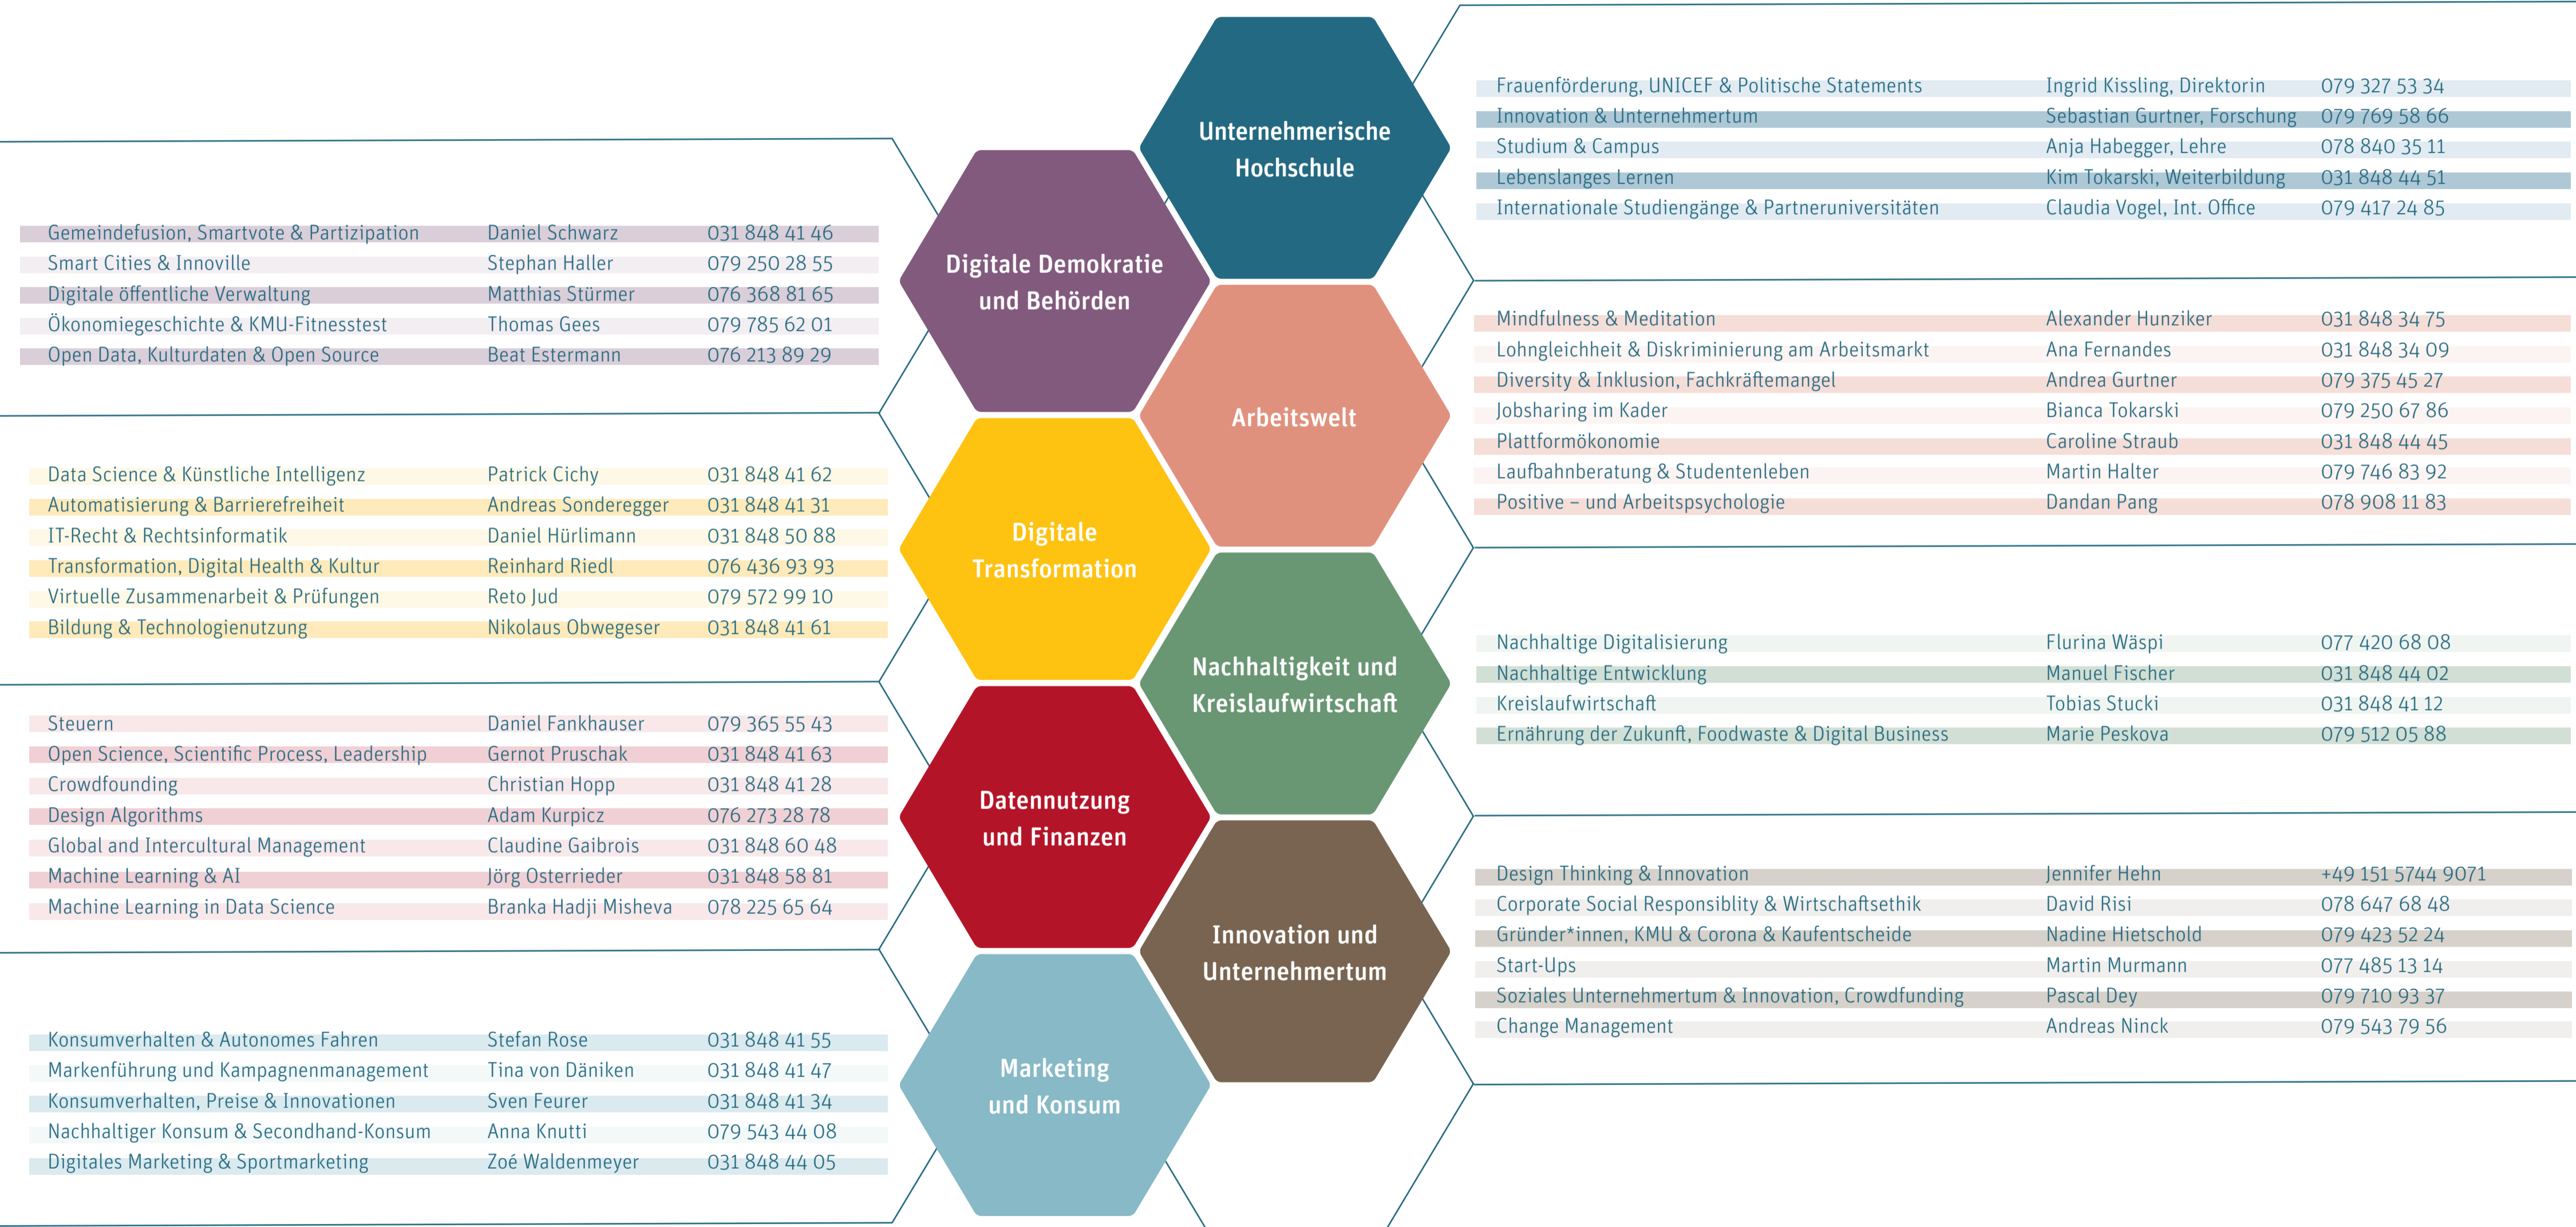 Unternehmerische
Hochschule
Frauenförderung, UNICEF & Politische Statements Ingrid Kissling, Direktorin 079 327 53 34
Innovation & Unternehmertum Sebastian Gurtner, Forschung 079 769 58 66
Studium & Campus Anja Habegger, Lehre 078 840 35 11
Lebenslanges Lernen Kim Tokarski, Weiterbildung 031 848 44 51
Internationale Studiengänge & Partneruniversitäten Claudia Vogel, Int. Office 079 417 24 85
Digitale Demokratie
und Behörden
Gemeindefusion, Smartvote & Partizipation Daniel Schwarz 031 848 41 46
Smart Cities & Innoville Stephan Haller 079 250 28 55
Digitale öffentliche Verwaltung Matthias Stürmer 076 368 81 65
Ökonomiegeschichte & KMU-Fitnesstest Thomas Gees 079 785 62 01
Open Data, Kulturdaten & Open Source Beat Estermann 076 213 89 29
Arbeitswelt
Mindfulness & Meditation Alexander Hunziker 031 848 34 75
Lohngleichheit & Diskriminierung am Arbeitsmarkt Ana Fernandes 031 848 34 09
Diversity & Inklusion, Fachkräftemangel Andrea Gurtner 079 375 45 27
Jobsharing im Kader Bianca Tokarski 079 250 67 86
Plattformökonomie Caroline Straub 031 848 44 45
Laufbahnberatung & Studentenleben Martin Halter 079 746 83 92
Positive – und Arbeitspsychologie Dandan Pang 078 908 11 83
Digitale
Transformation
Data Science & Künstliche Intelligenz Patrick Cichy 031 848 41 62
Automatisierung & Barrierefreiheit Andreas Sonderegger 031 848 41 31
IT-Recht & Rechtsinformatik Daniel Hürlimann 031 848 50 88
Transformation, Digital Health & Kultur Reinhard Riedl 076 436 93 93
Virtuelle Zusammenarbeit & Prüfungen Reto Jud 079 572 99 10
Bildung & Technologienutzung Nikolaus Obwegeser 031 848 41 61
Nachhaltigkeit und
Kreislaufwirtschaft
Nachhaltige Digitalisierung Flurina Wäspi 077 420 68 08
Nachhaltige Entwicklung Manuel Fischer 031 848 44 02
Kreislaufwirtschaft Tobias Stucki 031 848 41 12
Ernährung der Zukunft, Foodwaste & Digital Business Marie Peskova 079 512 05 88
Datennutzung
und Finanzen
Steuern Daniel Fankhauser 079 365 55 43
Open Science, Scientific Process, Leadership Gernot Pruschak 031 848 41 63
Crowdfounding Christian Hopp 031 848 41 28
Design Algorithms Adam Kurpicz 076 273 28 78
Global and Intercultural Management Claudine Gaibrois 031 848 60 48
Machine Learning & AI Jörg Osterrieder 031 848 58 81
Machine Learning in Data Science Branka Hadji Misheva 078 225 65 64
Innovation und
Unternehmertum
Design Thinking & Innovation Jennifer Hehn +49 151 5744 9071
Corporate Social Responsiblity & Wirtschaftsethik David Risi 078 647 68 48
Gründer*innen, KMU & Corona & Kaufentscheide Nadine Hietschold 079 423 52 24
Start-Ups Martin Murmann 077 485 13 14
Soziales Unternehmertum & Innovation, Crowdfunding Pascal Dey 079 710 93 37
Change Management Andreas Ninck 079 543 79 56
Marketing
und Konsum
Konsumverhalten & Autonomes Fahren Stefan Rose 031 848 41 55
Markenführung und Kampagnenmanagement Tina von Däniken 031 848 41 47
Konsumverhalten, Preise & Innovationen Sven Feurer 031 848 41 34
Nachhaltiger Konsum & Secondhand-Konsum Anna Knutti 079 543 44 08
Digitales Marketing & Sportmarketing Zoé Waldenmeyer 031 848 44 05